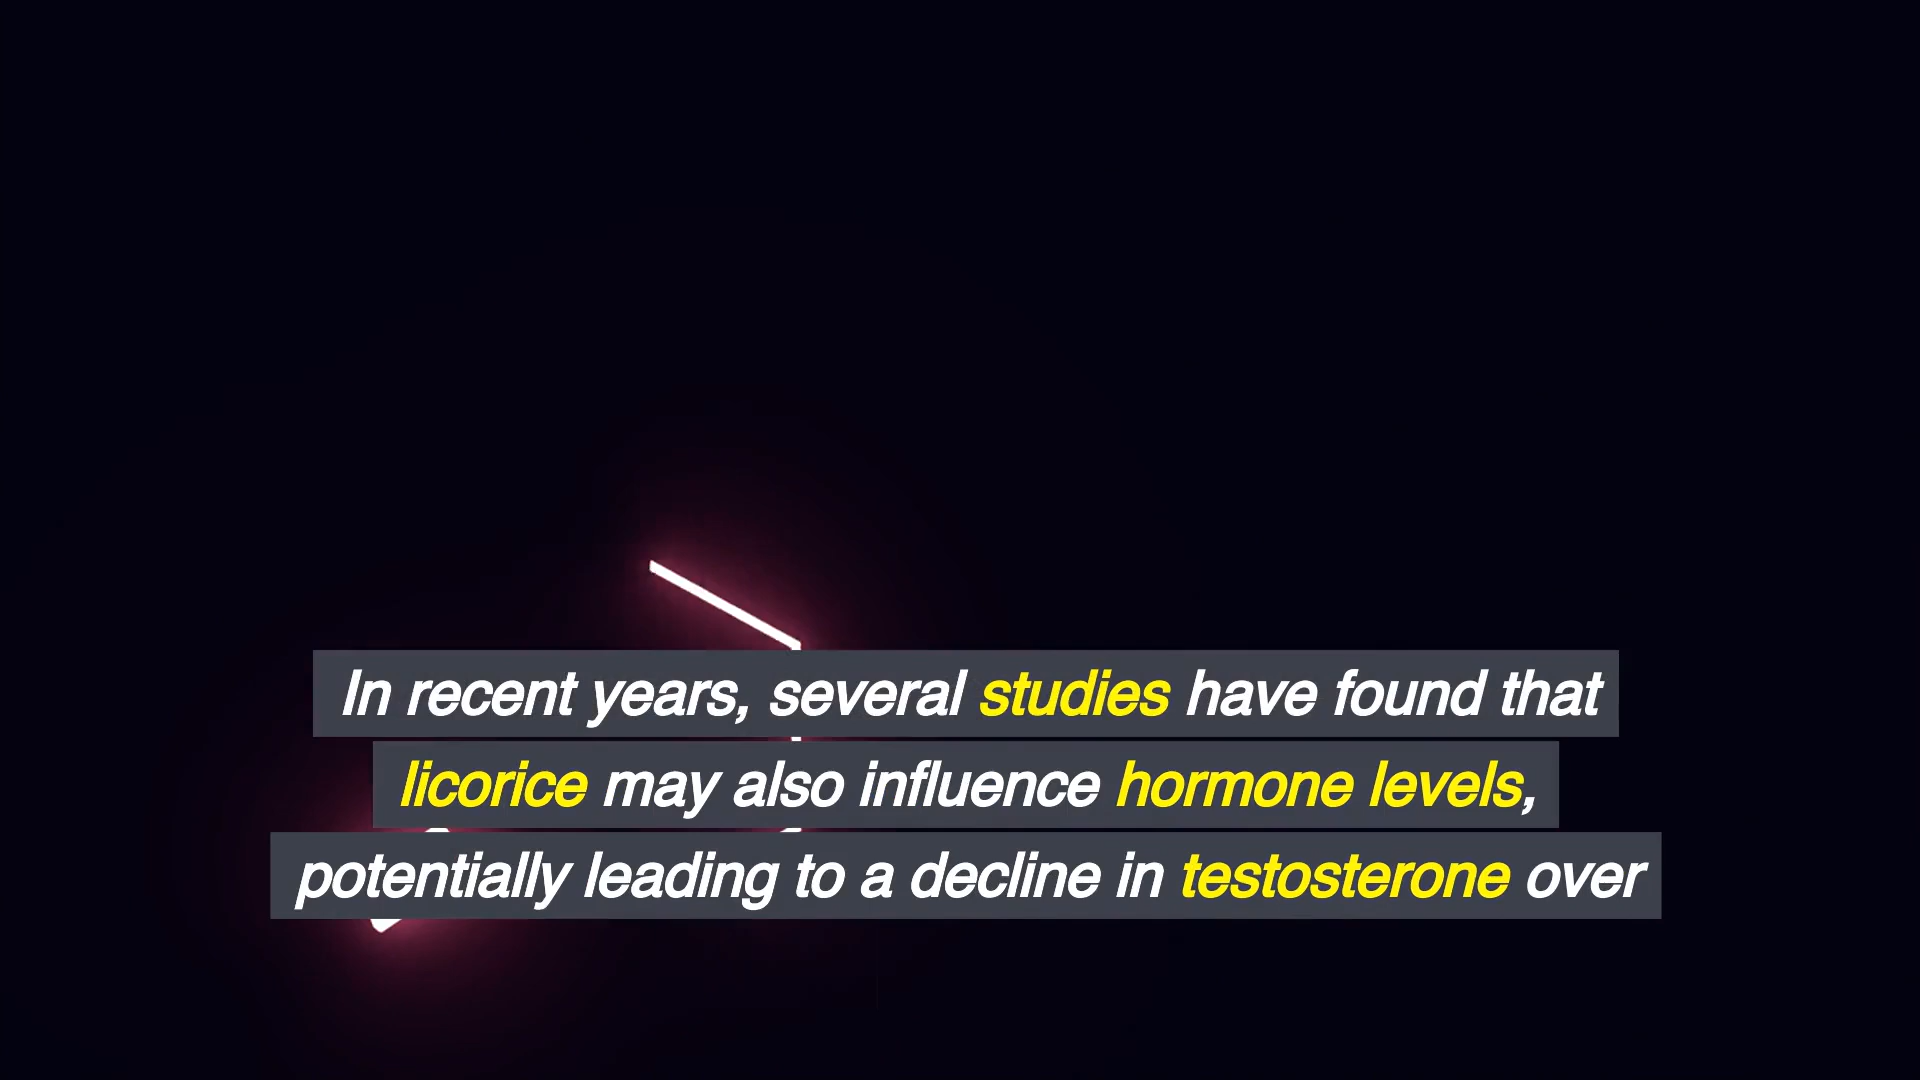 In recent years, several studies have found that
licorice may also influence hormone levels,
potentially leading to a decline in testosterone over